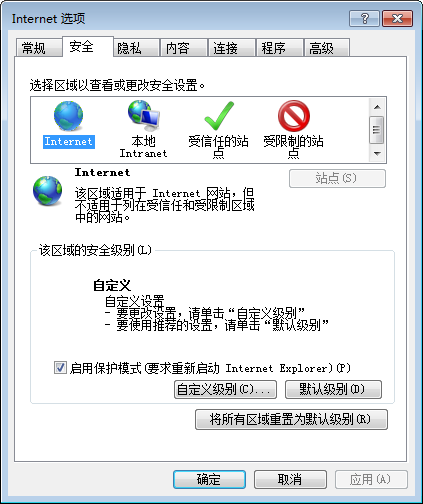 Internet 选项
常规 安全 隐私 内容 连接 程序 高级
选择区域以查看或更改安全设置。
Internet
本地
Intranet
受信任的站
点
受限制的站
点
Internet
站点(S)
该区域适用于 Internet 网站，但
不适用于列在受信任和受限制区域
中的网站。
该区域的安全级别(L)
自定义
自定义设置
- 要更改设置，请单击“自定义级别”
- 要使用推荐的设置，请单击“默认级别”
启用保护模式(要求重新启动 Internet Explorer)(P)
自定义级别(C)... 默认级别(D)
将所有区域重置为默认级别(R)
确定 取消 应用(A)